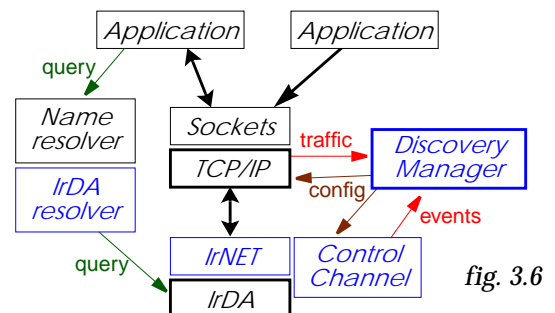 Application
Application
query
Name
resolver
Sockets
traffic
Discovery
Manager
TCP/IP
config
IrDA
resolver
events
query
IrNET
Control
Channel
IrDA
fig. 3.6